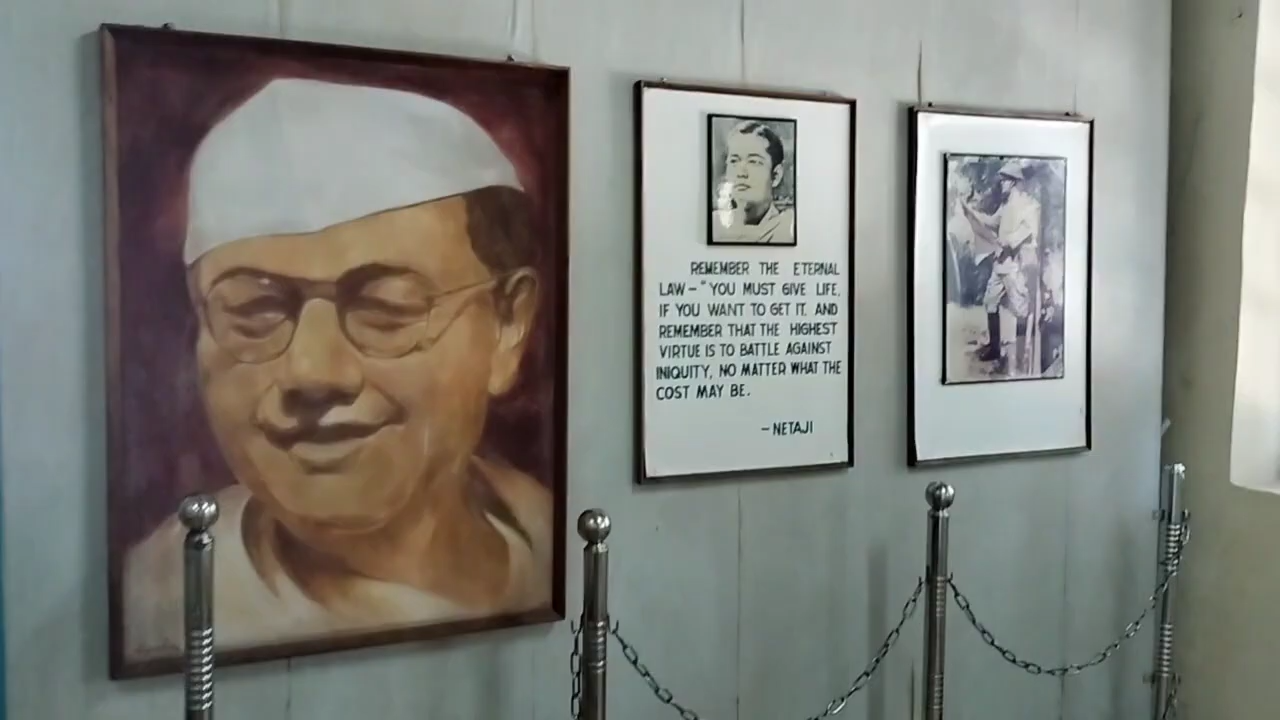 REMEMBER THE ETERNAL
LAW – "YOU MUST GIVE LIFE,
IF YOU WANT TO GET IT. AND
REMEMBER THAT THE HIGHEST
VIRTUE IS TO BATTLE AGAINST
INIQUITY, NO MATTER WHAT THE
COST MAY BE.
– NETAJI